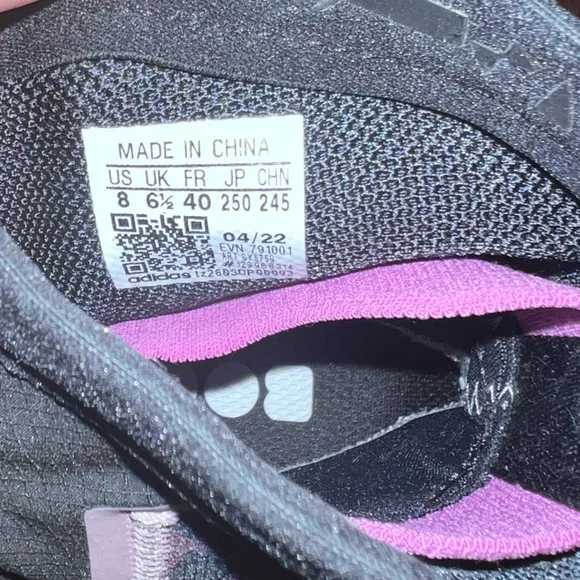 MADE IN CHINA
US UK FR JP CHN
8 6½ 40 250 245
04/22
EVN 791001
adidas tz260SDP00093